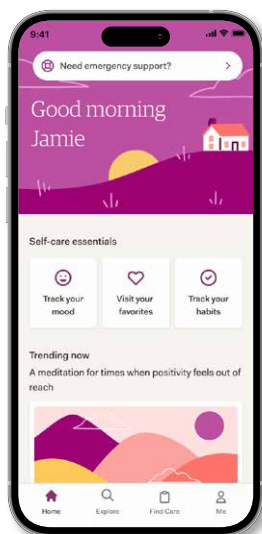 9:41
Need emergency support?
Good morning
Jamie
Self-care essentials
Track your
mood
Visit your
favorites
Track your
habits
Trending now
A meditation for times when positivity feels out of
reach
Home
Explore
Find Care
Me